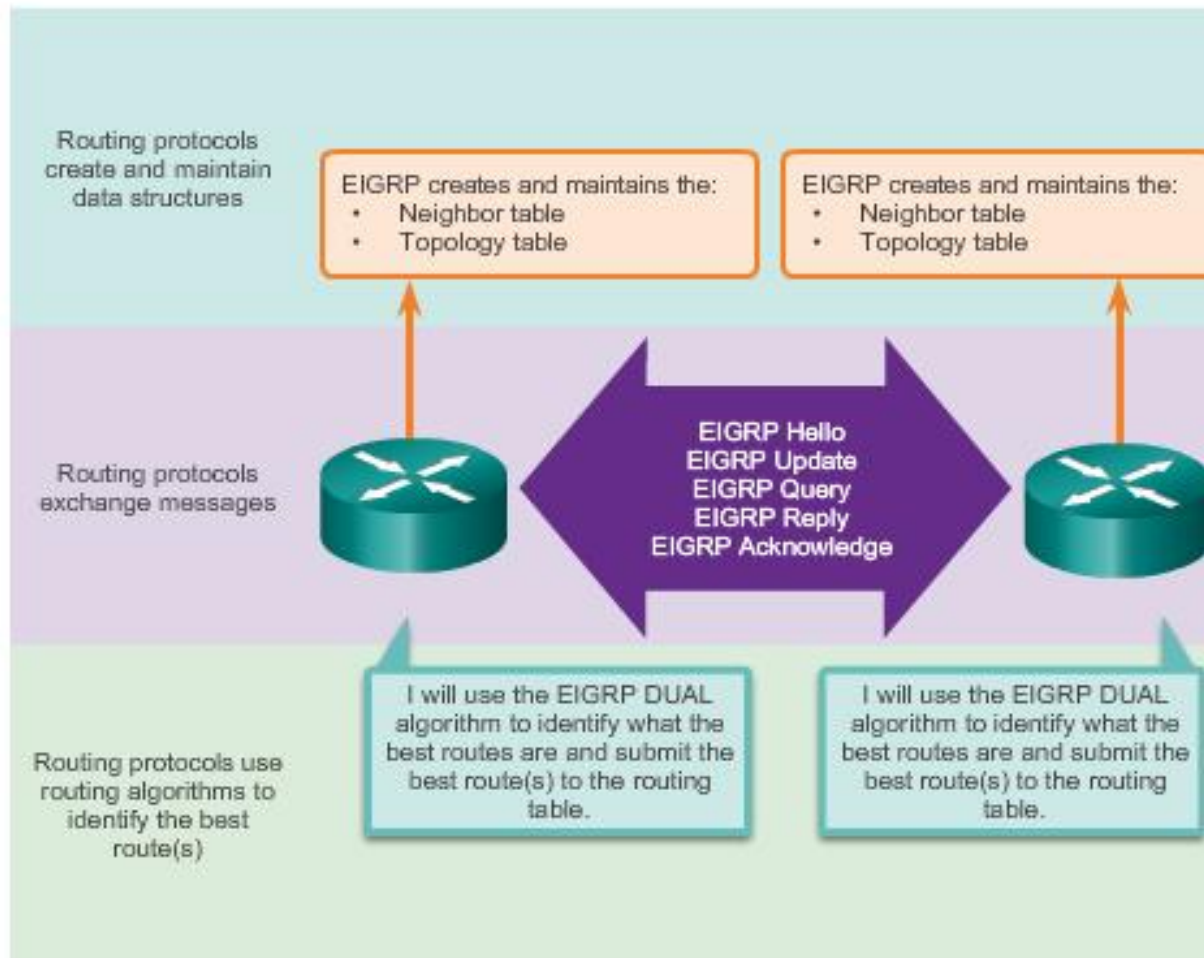 Routing protocols
create and maintain
data structures
EIGRP creates and maintains the:
• Neighbor table
• Topology table
EIGRP creates and maintains the:
• Neighbor table
• Topology table
Routing protocols
exchange messages
EIGRP Hello
EIGRP Update
EIGRP Query
EIGRP Reply
EIGRP Acknowledge
Routing protocols use
routing algorithms to
identify the best
route(s)
I will use the EIGRP DUAL
algorithm to identify what the
best routes are and submit the
best route(s) to the routing
table.
I will use the EIGRP DUAL
algorithm to identify what the
best routes are and submit the
best route(s) to the routing
table.